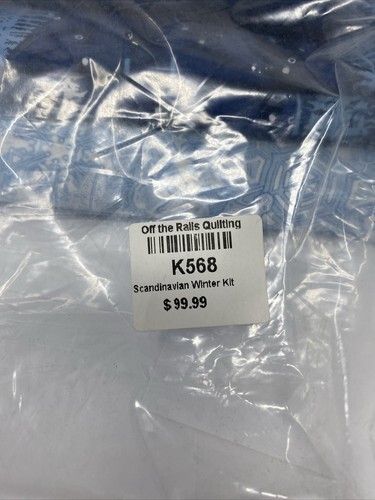 Off the Rails Quilting
K568
Scandinavian Winter Kit
$99.99